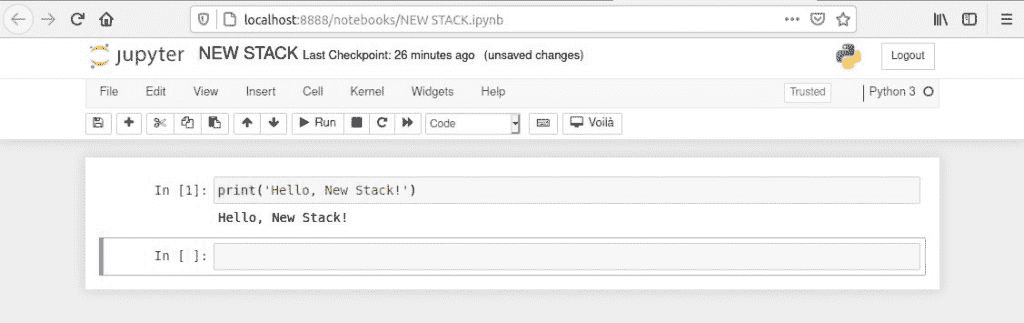 localhost:8888/notebooks/NEW STACK.ipynb
jupyter NEW STACK Last Checkpoint: 26 minutes ago (unsaved changes) Logout
File Edit View Insert Cell Kernel Widgets Help Trusted Python 3
Run Code Voilà
In [1]: print('Hello, New Stack!')
Hello, New Stack!
In [ ]: